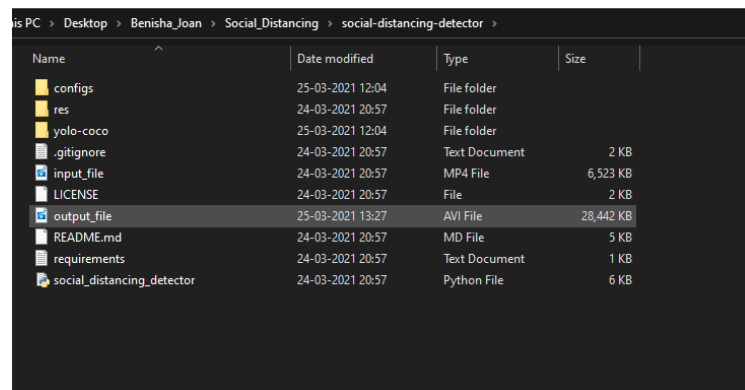 is PC > Desktop > Benisha_Joan > Social_Distancing > social-distancing-detector >
Name Date modified Type Size
configs 25-03-2021 12:04 File folder
res 24-03-2021 20:57 File folder
yolo-coco 25-03-2021 12:04 File folder
.gitignore 24-03-2021 20:57 Text Document 2 KB
input_file 24-03-2021 20:57 MP4 File 6,523 KB
LICENSE 24-03-2021 20:57 File 2 KB
output_file 25-03-2021 13:27 AVI File 28,442 KB
README.md 24-03-2021 20:57 MD File 5 KB
requirements 24-03-2021 20:57 Text Document 1 KB
social_distancing_detector 24-03-2021 20:57 Python File 6 KB